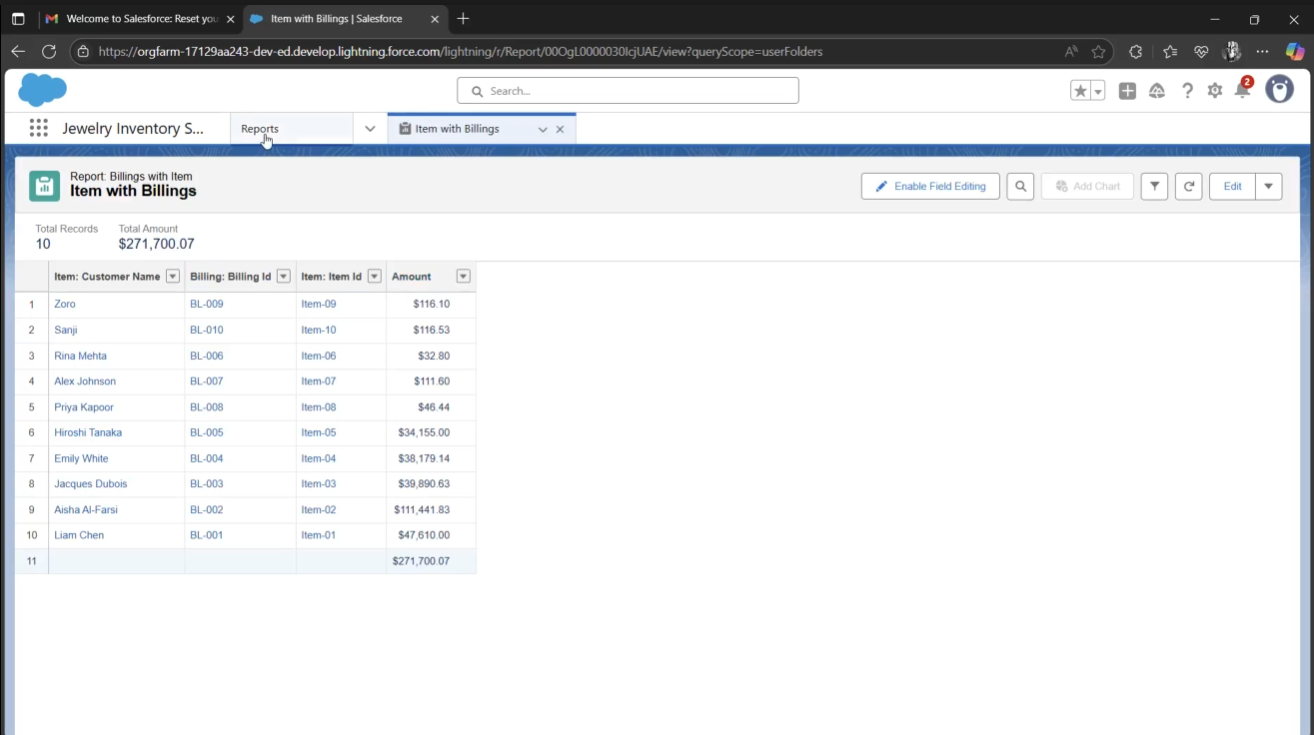 Welcome to Salesforce: Reset you
Item with Billings | Salesforce
https://orgfarm-17129aa243-dev-ed.develop.lightning.force.com/lightning/r/Report/00OgL0000030IcjUAE/view?queryScope=userFolders
Search...
2
Jewelry Inventory S...
Reports
Item with Billings
Report: Billings with Item
Item with Billings
Enable Field Editing
Add Chart
Edit
Total Records Total Amount
10 $271,700.07
Item: Customer Name Billing: Billing Id Item: Item Id Amount
1 Zoro BL-009 Item-09 $116.10
2 Sanji BL-010 Item-10 $116.53
3 Rina Mehta BL-006 Item-06 $32.80
4 Alex Johnson BL-007 Item-07 $111.60
5 Priya Kapoor BL-008 Item-08 $46.44
6 Hiroshi Tanaka BL-005 Item-05 $34,155.00
7 Emily White BL-004 Item-04 $38,179.14
8 Jacques Dubois BL-003 Item-03 $39,890.63
9 Aisha Al-Farsi BL-002 Item-02 $111,441.83
10 Liam Chen BL-001 Item-01 $47,610.00
11 $271,700.07